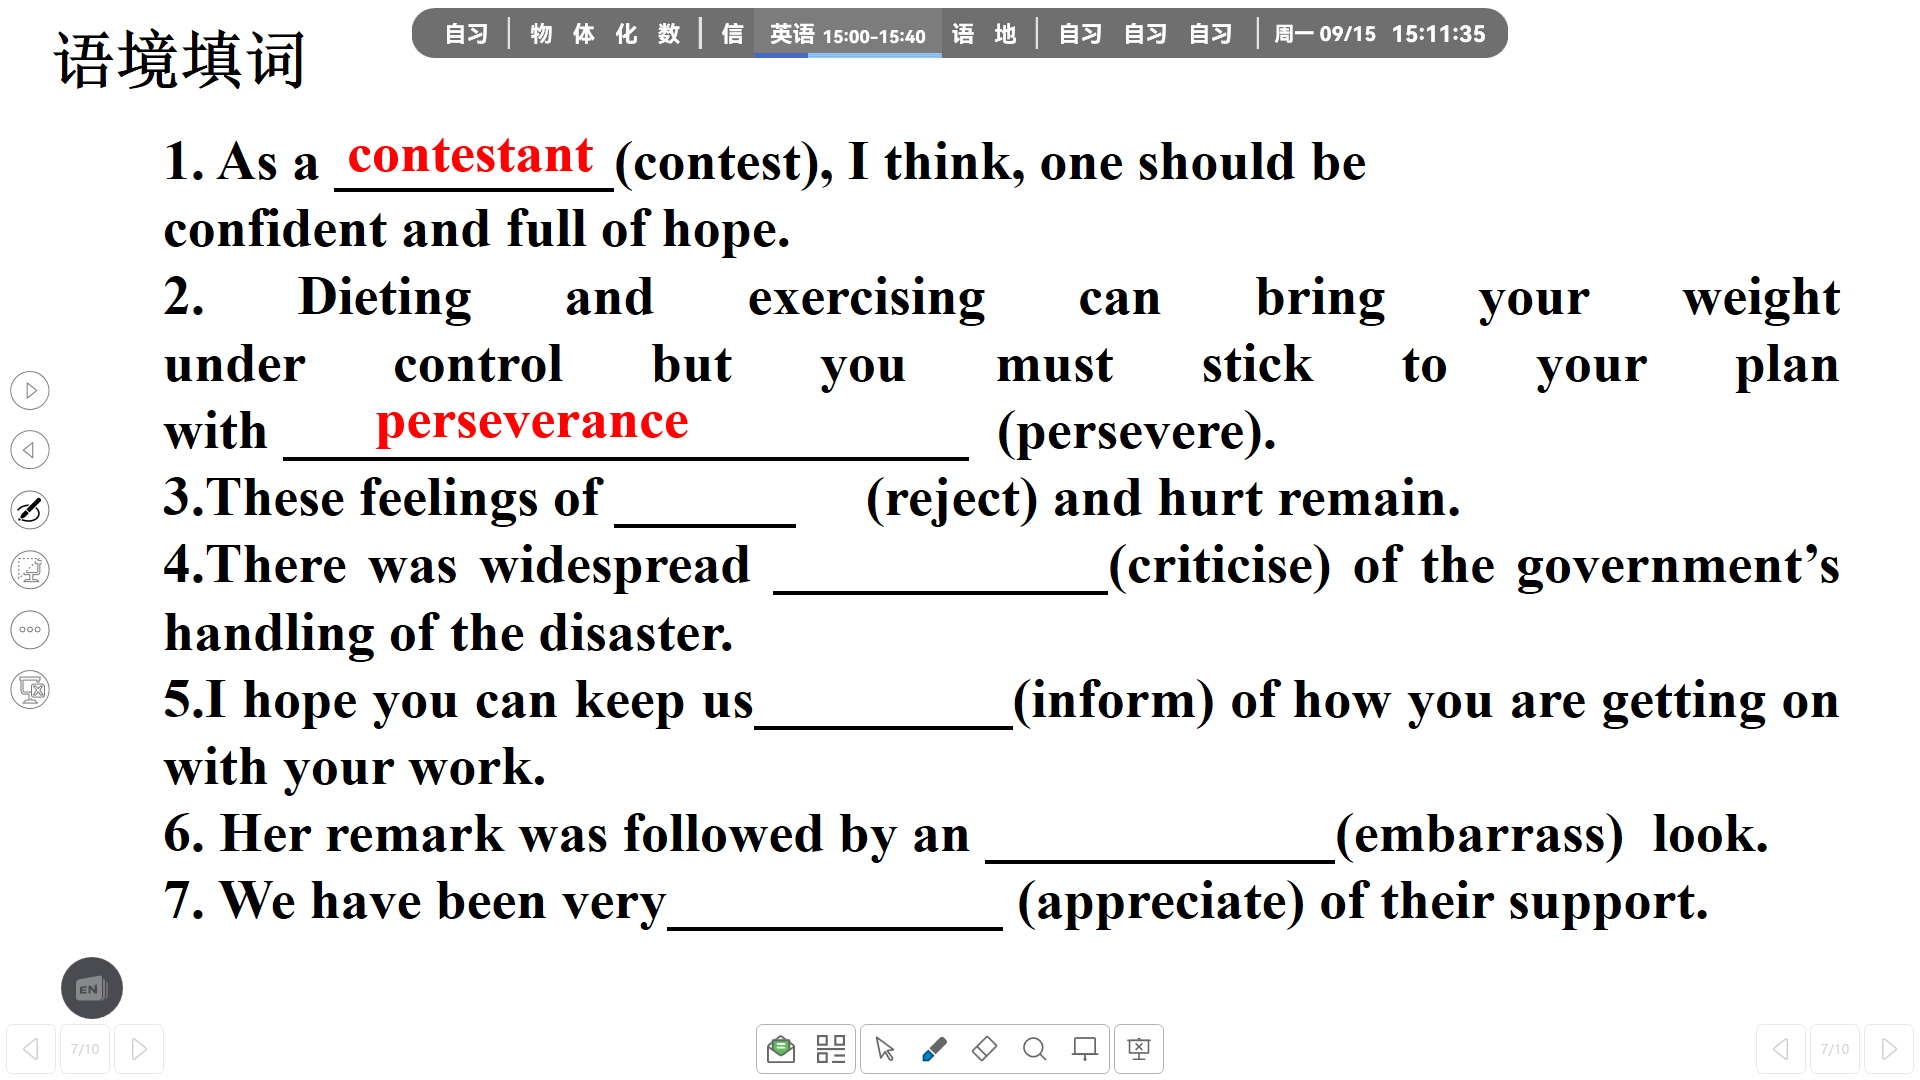 语境填词
自习 | 物 体 化 数 | 信 英语 15:00-15:40 语 地 | 自习 自习 自习 | 周一 09/15 15:11:35
1. As a contestant (contest), I think, one should be
confident and full of hope.
2. Dieting and exercising can bring your weight
under control but you must stick to your plan
with perseverance (persevere).
3.These feelings of ______ (reject) and hurt remain.
4.There was widespread ___________(criticise) of the government’s
handling of the disaster.
5.I hope you can keep us_________(inform) of how you are getting on
with your work.
6. Her remark was followed by an ____________(embarrass) look.
7. We have been very___________ (appreciate) of their support.
EN
7/10
7/10